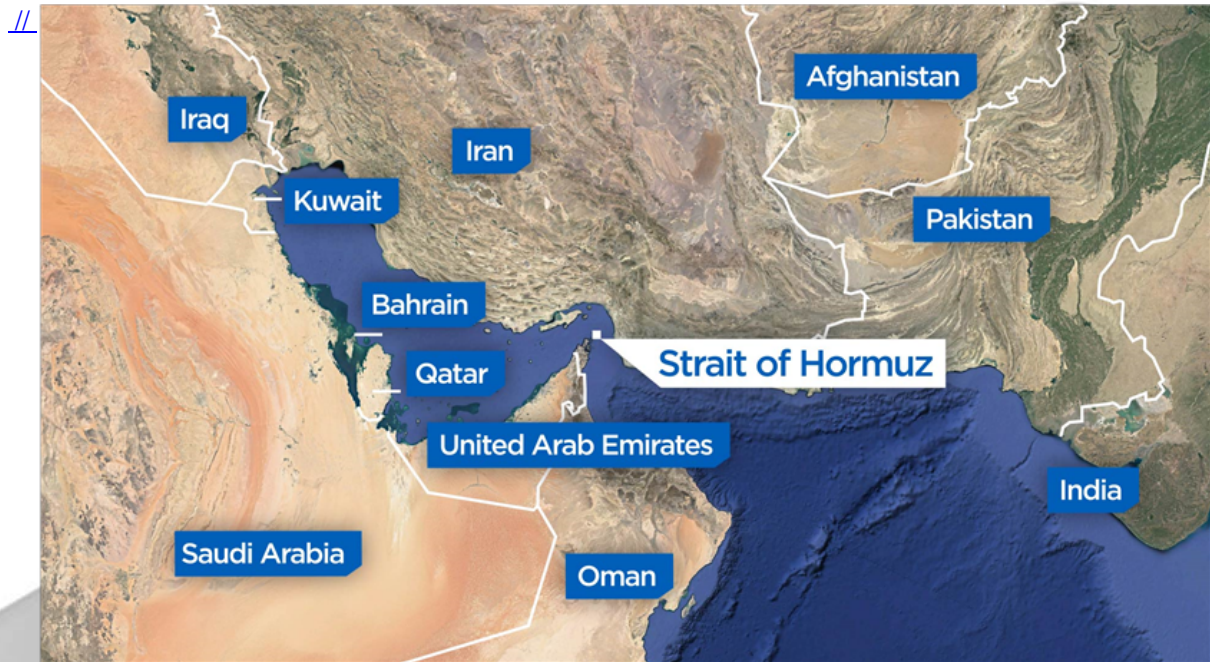 //
Afghanistan
Iraq
Iran
Kuwait
Pakistan
Bahrain
Strait of Hormuz
Qatar
United Arab Emirates
India
Saudi Arabia
Oman